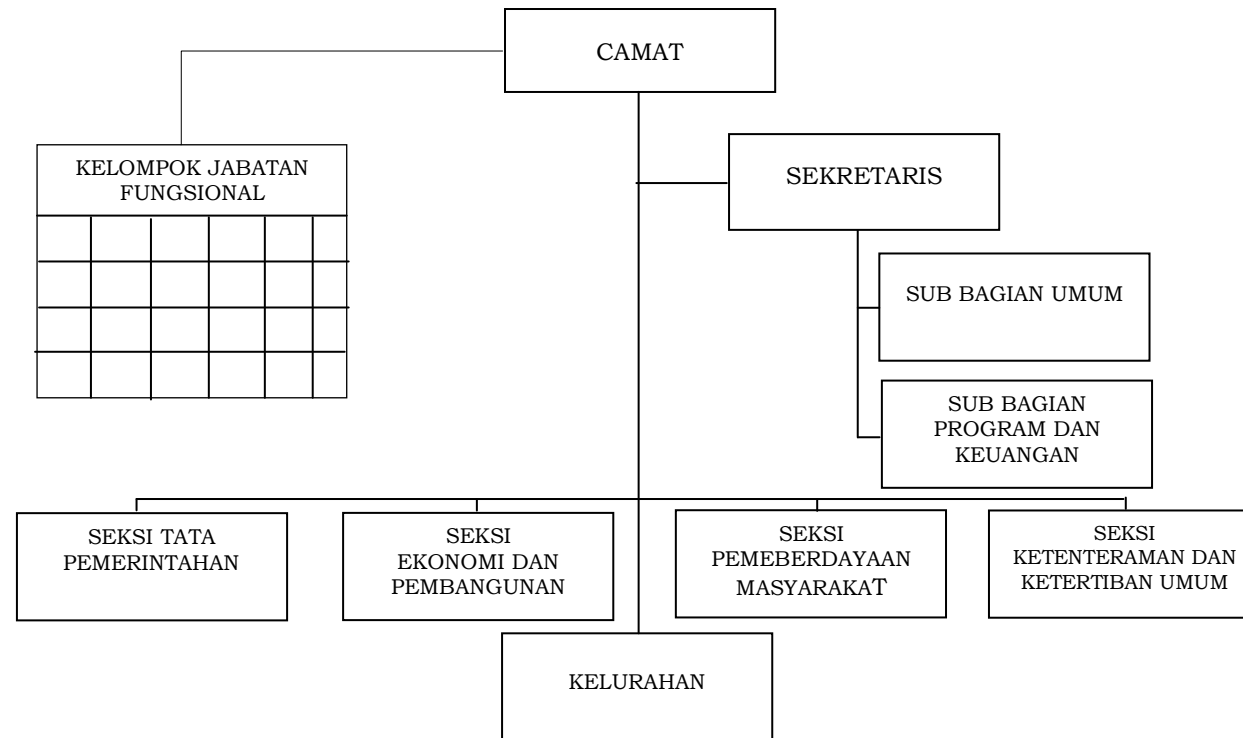 CAMAT
KELOMPOK JABATAN
FUNGSIONAL
SEKRETARIS
SUB BAGIAN UMUM
SUB BAGIAN
PROGRAM DAN
KEUANGAN
SEKSI TATA
PEMERINTAHAN
SEKSI
EKONOMI DAN
PEMBANGUNAN
SEKSI
PEMEBERDAYAAN
MASYARAKAT
SEKSI
KETENTERAMAN DAN
KETERTIBAN UMUM
KELURAHAN